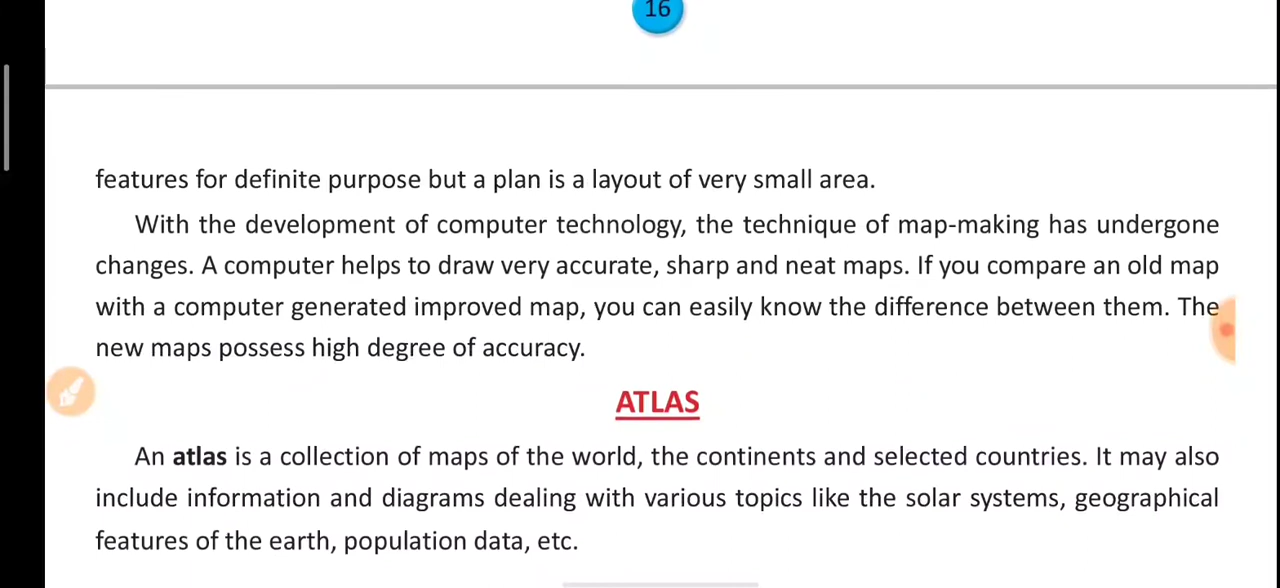 16
features for definite purpose but a plan is a layout of very small area.
With the development of computer technology, the technique of map-making has undergone
changes. A computer helps to draw very accurate, sharp and neat maps. If you compare an old map
with a computer generated improved map, you can easily know the difference between them. The
new maps possess high degree of accuracy.
ATLAS
An atlas is a collection of maps of the world, the continents and selected countries. It may also
include information and diagrams dealing with various topics like the solar systems, geographical
features of the earth, population data, etc.